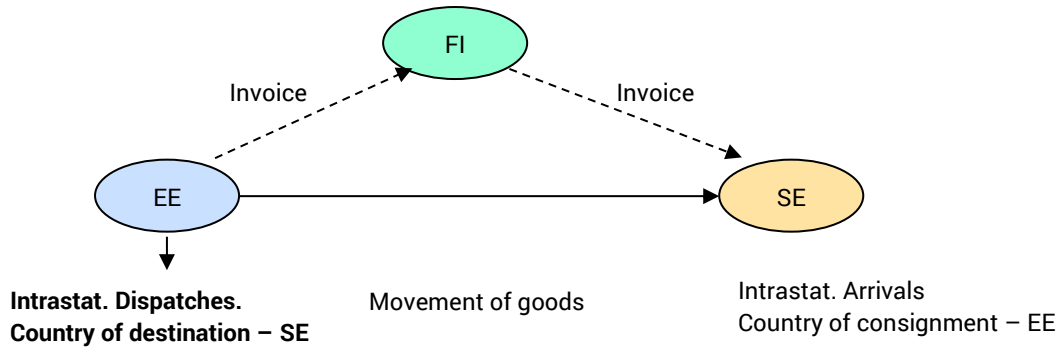 FI
Invoice
Invoice
EE
SE
Intrastat. Dispatches.
Country of destination – SE
Movement of goods
Intrastat. Arrivals
Country of consignment – EE